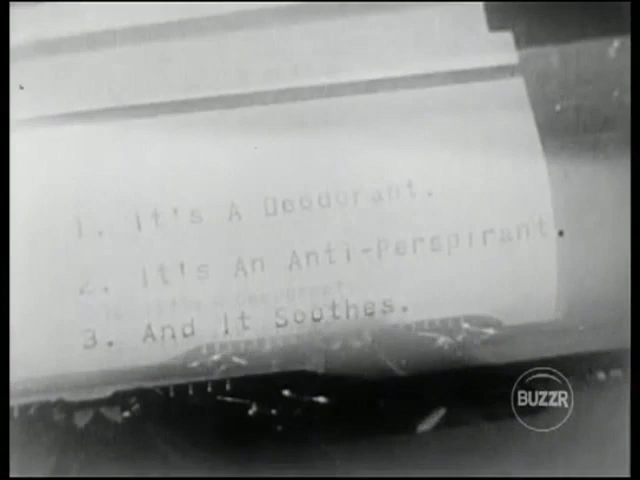 1. It's A Deodorant.
2. It's An Anti-Perspirant
3. And It Soothes.
BUZZR